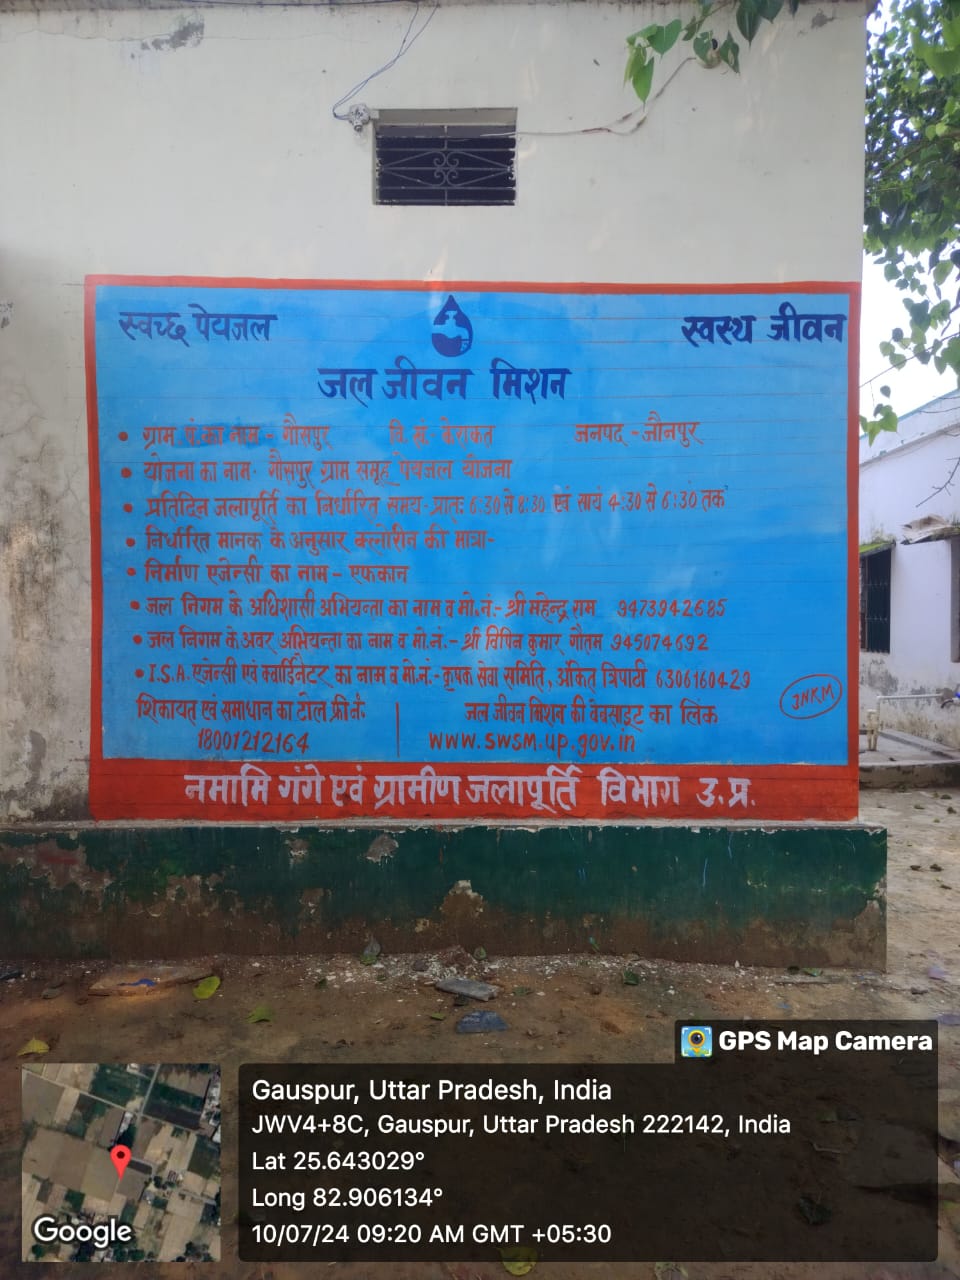 स्वच्छ पेयजल
स्वस्थ जीवन
जल जीवन मिशन
• ग्राम. पं. का नाम - गौसपुर वि. खं.- केराकत जनपद - जौनपुर
• योजना का नाम- गौसपुर ग्राम समूह पेयजल योजना
• प्रतिदिन जलापूर्ति का निर्धारित समय - प्रातः 6:30 से 8:30 एवं सायं 4:30 से 6:30 तक
• निर्धारित मानक के अनुसार क्लोरीन की मात्रा-
• निर्माण एजेन्सी का नाम - एफकान
• जल निगम के अधिशासी अभियन्ता का नाम व मो. नं.- श्री महेन्द्र राम 9473942685
• जल निगम के अवर अभियन्ता का नाम व मो. नं.- श्री विपिन कुमार गौतम 945074692
• I.S.A. एजेन्सी एवं क्वार्डिनेटर का नाम व मो. नं.- कृषक सेवा समिति, अंकित त्रिपाठी 6306160429
शिकायत एवं समाधान का टोल फ्री नं.
18001212164
जल जीवन मिशन की वेबसाइट का लिंक
www.swsm.up.gov.in
JNKM
नमामि गंगे एवं ग्रामीण जलापूर्ति विभाग उ.प्र.
GPS Map Camera
Gauspur, Uttar Pradesh, India
JWV4+8C, Gauspur, Uttar Pradesh 222142, India
Lat 25.643029°
Long 82.906134°
10/07/24 09:20 AM GMT +05:30
Google